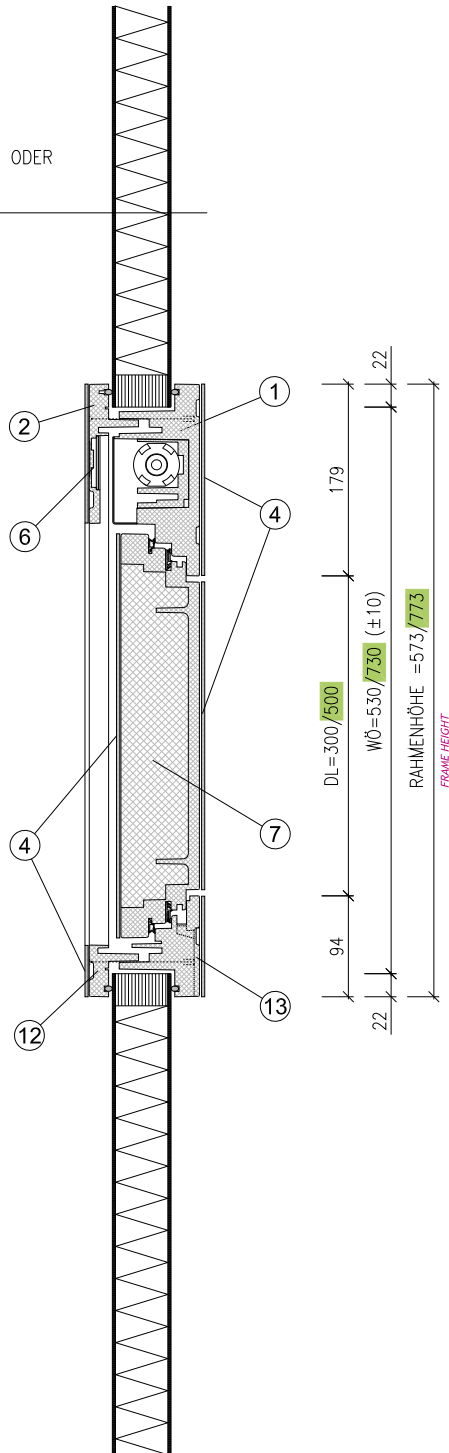 ODER
1
2
6
4
7
4
12
13
22
179
94
22
DL=300/500
WÖ=530/730 (±10)
RAHMENHÖHE =573/773
FRAME HEIGHT